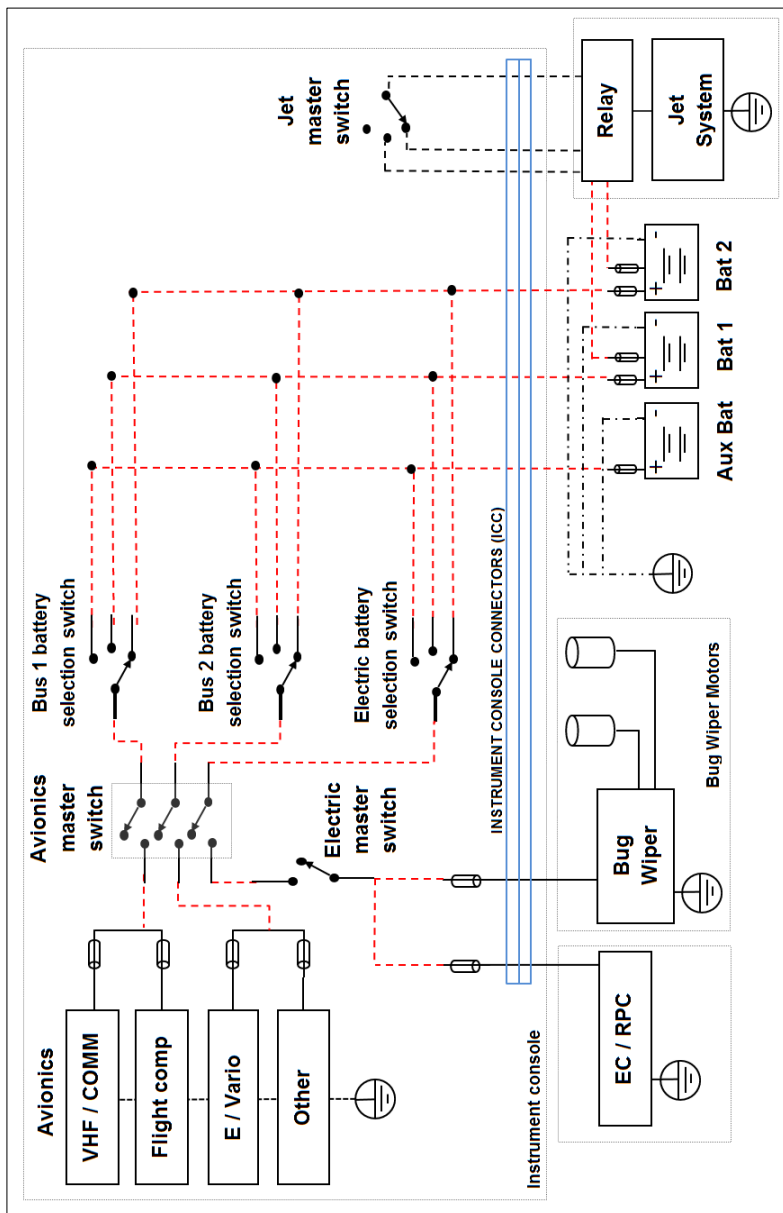 Avionics
VHF / COMM
Flight comp
E / Vario
Other
Avionics
master
switch
Bus 1 battery
selection switch
Bus 2 battery
selection switch
Electric battery
selection switch
Electric
master
switch
Jet
master
switch
INSTRUMENT CONSOLE CONNECTORS (ICC)
Instrument console
EC / RPC
Bug
Wiper
Bug Wiper Motors
Aux Bat
+
-
Bat 1
+
-
Bat 2
+
-
Relay
Jet
System